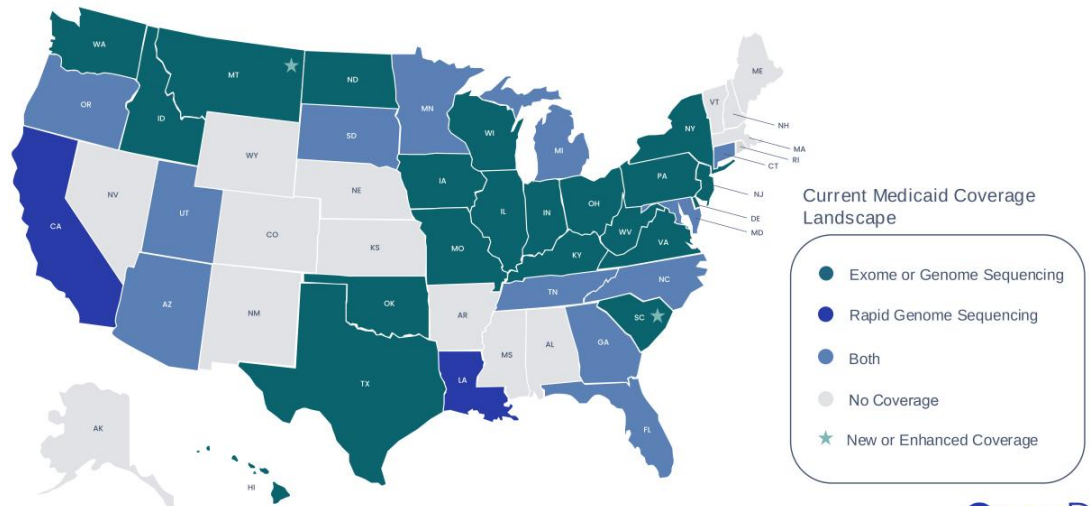 WA
MT
ND
MN
OR
ID
SD
WI
MI
NY
VT
ME
NH
MA
RI
CT
WY
IA
NE
PA
NJ
DE
MD
NV
UT
CO
KS
IL
IN
OH
WV
VA
CA
MO
KY
AZ
NM
OK
AR
TN
NC
SC
TX
LA
MS
AL
GA
FL
AK
HI
Current Medicaid Coverage
Landscape
Exome or Genome Sequencing
Rapid Genome Sequencing
Both
No Coverage
New or Enhanced Coverage